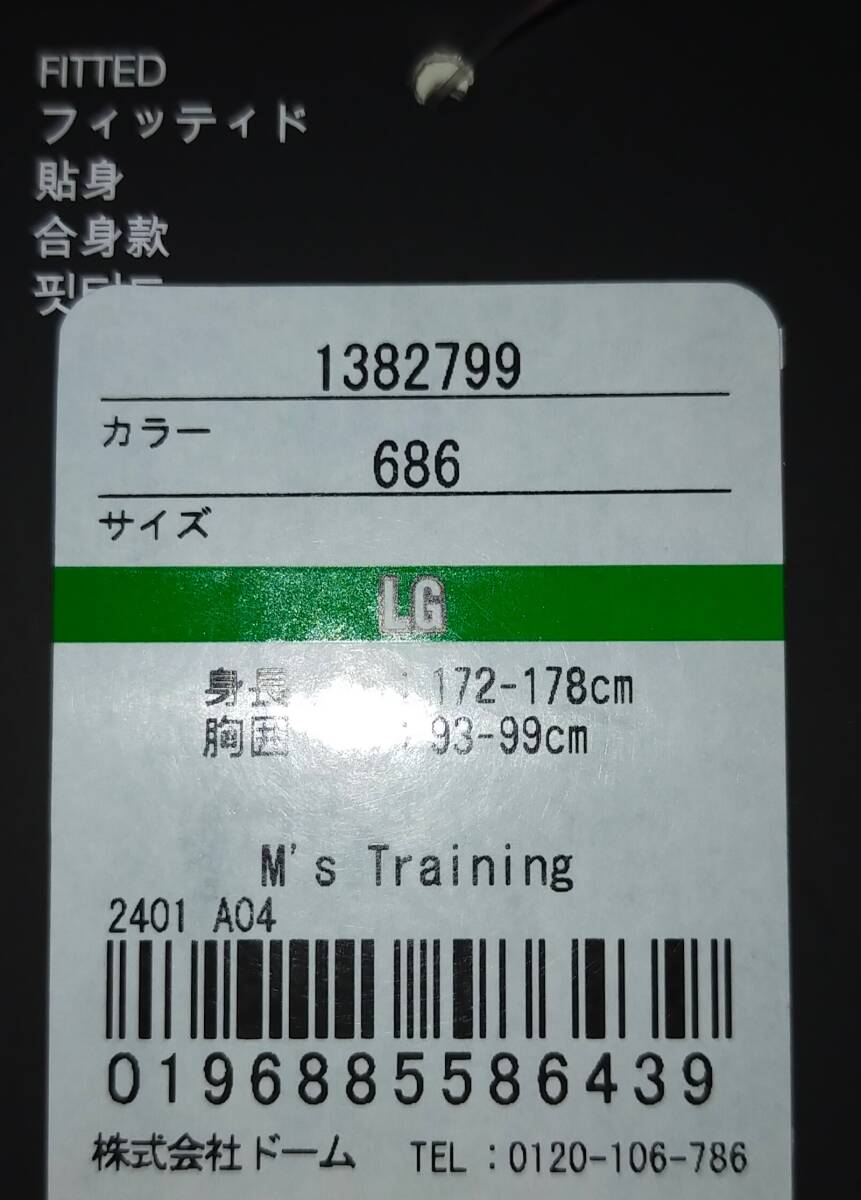 FITTED
フィッティド
貼身
合身款
1382799
カラー
686
サイズ
LG
身長 : 172-178cm
胸囲 : 93-99cm
M's Training
2401 A04
0196885586439
株式会社ドーム TEL:0120-106-786